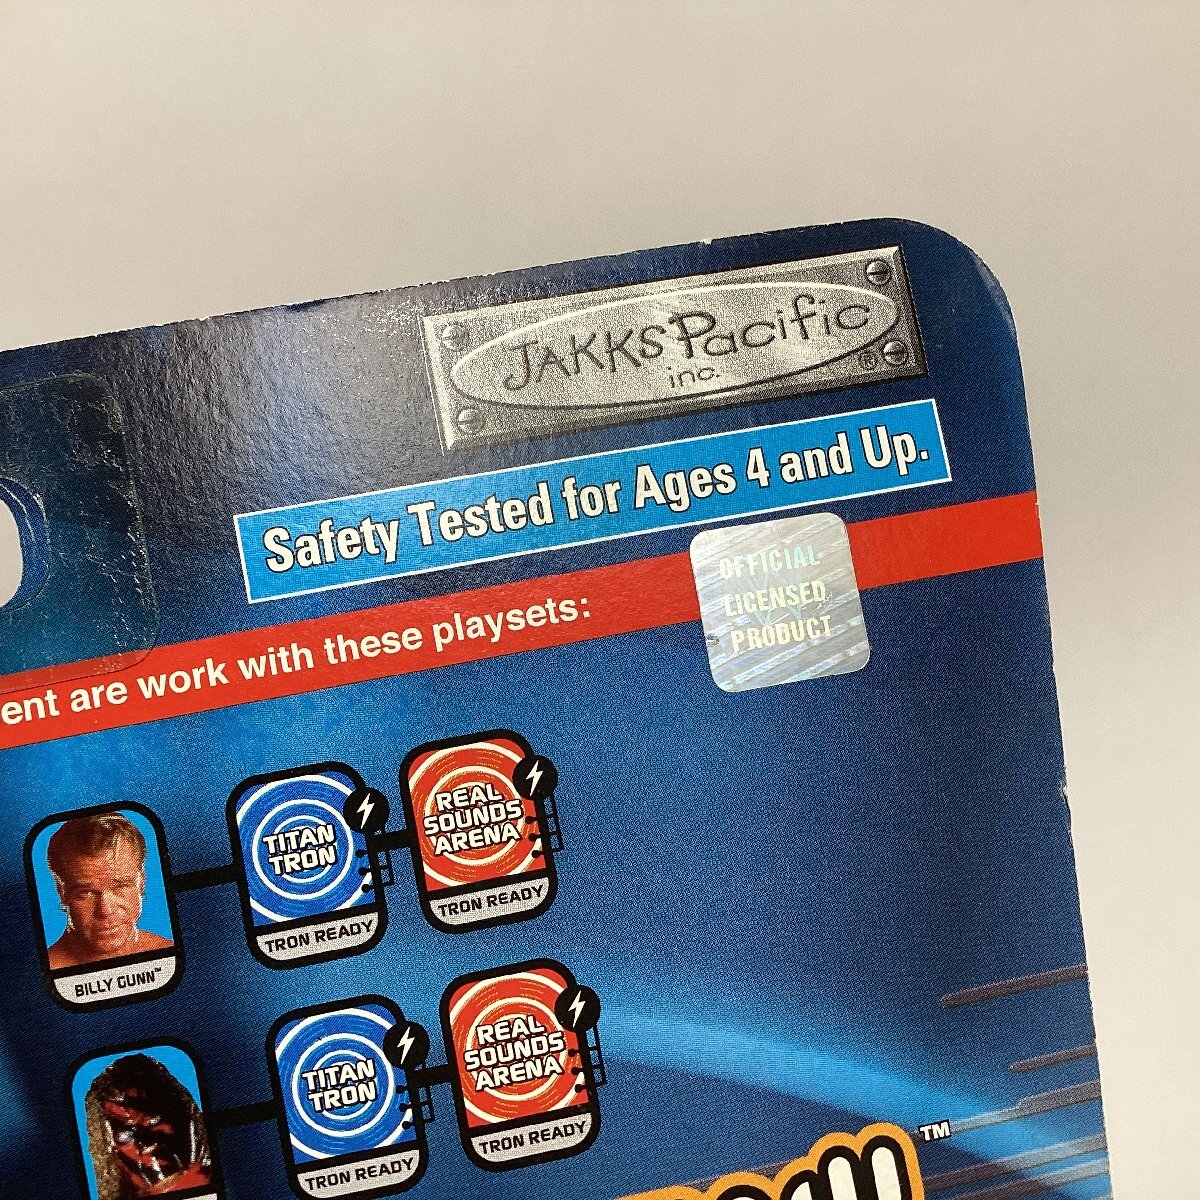 JAKKS Pacific
inc. ®
Safety Tested for Ages 4 and Up.
OFFICIAL
LICENSED
PRODUCT
ent are work with these playsets:
TITAN
TRON
TRON READY
REAL
SOUNDS
ARENA
TRON READY
BILLY GUNN™
TITAN
TRON
TRON READY
REAL
SOUNDS
ARENA
TRON READY
™